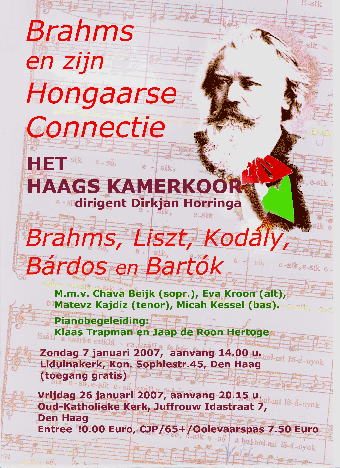 Brahms
en zijn
Hongaarse
Connectie
HET
HAAGS KAMERKOOR
dirigent Dirkjan Horringa
Brahms, Liszt, Kodály,
Bárdos en Bartók
M.m.v. Chava Beijk (sopr.), Eva Kroon (alt),
Matevz Kajdiz (tenor), Micah Kessel (bas).
Pianobegeleiding:
Klaas Trapman en Jaap de Roon Hertoge
Zondag 7 januari 2007, aanvang 14.00 u.
Liduinakerk, Kon. Sophiestr.45, Den Haag
(toegang gratis)
Vrijdag 26 januari 2007, aanvang 20.15 u.
Oud-Katholieke Kerk, Juffrouw Idastraat 7,
Den Haag
Entree 10.00 Euro, CJP/65+/Ooievaarspas 7.50 Euro